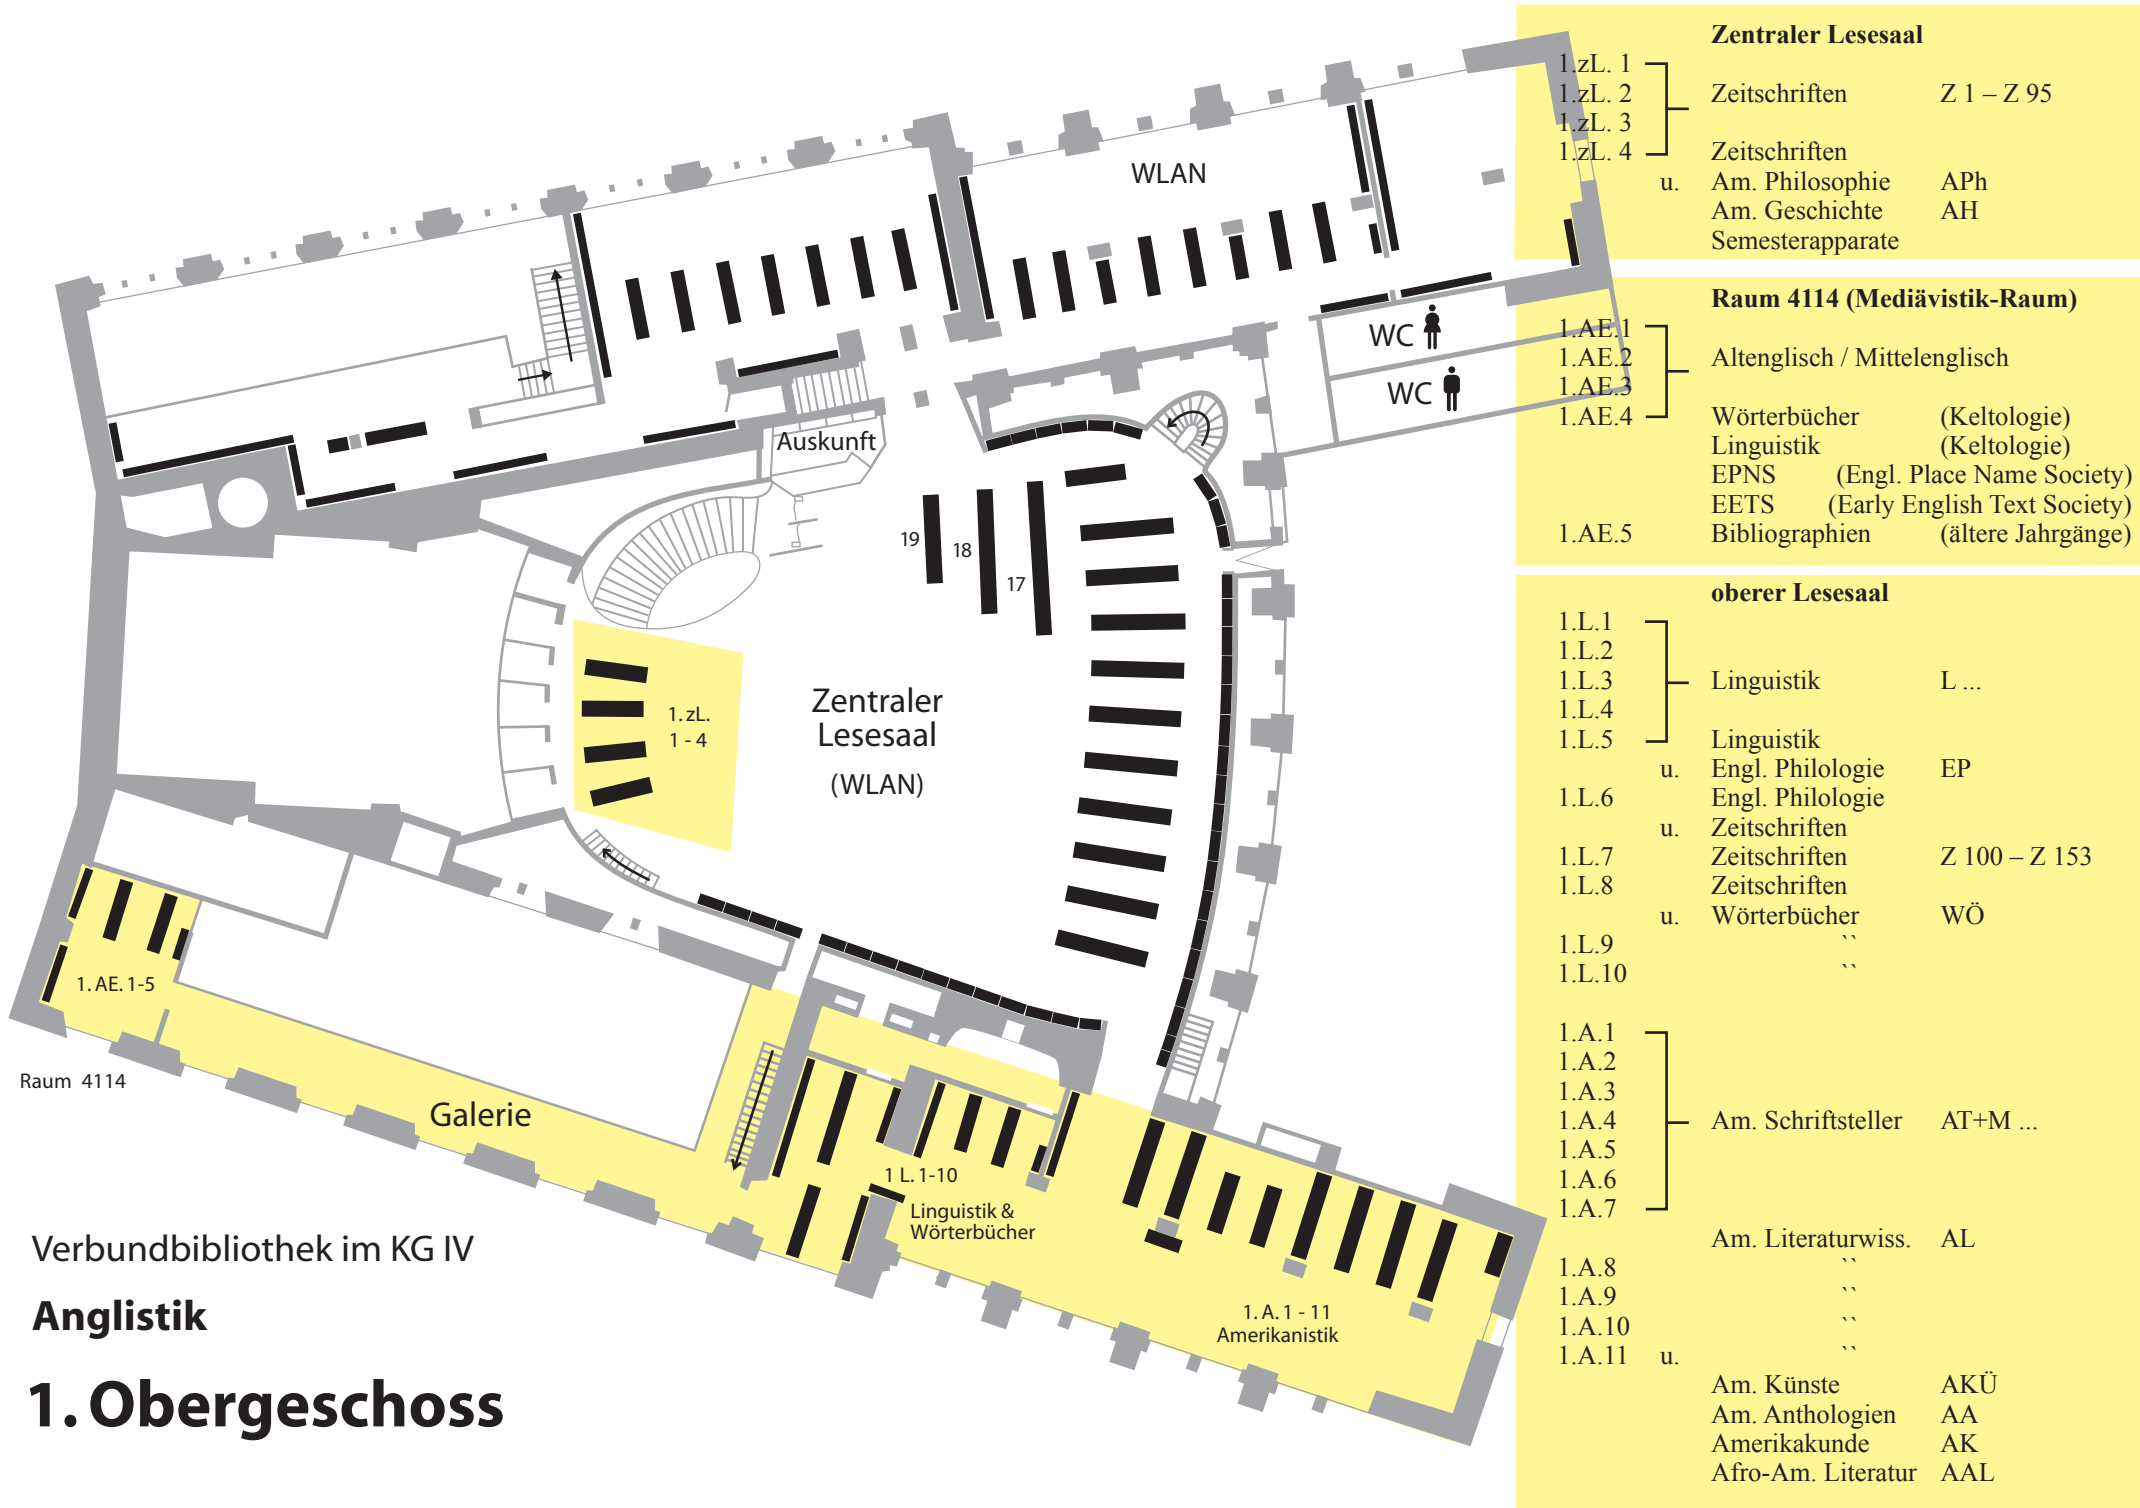 WLAN
WC
WC
Auskunft
19
18
17
1. zL.
1 - 4
Zentraler
Lesesaal
(WLAN)
1. AE. 1-5
Raum 4114
Galerie
1 L. 1-10
Linguistik &
Wörterbücher
1. A. 1 - 11
Amerikanistik
Verbundbibliothek im KG IV
Anglistik
1. Obergeschoss
Zentraler Lesesaal
1.zL. 1
1.zL. 2 Zeitschriften Z 1 – Z 95
1.zL. 3
1.zL. 4 Zeitschriften
u. Am. Philosophie APh
Am. Geschichte AH
Semesterapparate
Raum 4114 (Mediävistik-Raum)
1.AE.1
1.AE.2 Altenglisch / Mittelenglisch
1.AE.3
1.AE.4 Wörterbücher (Keltologie)
Linguistik (Keltologie)
EPNS (Engl. Place Name Society)
EETS (Early English Text Society)
1.AE.5 Bibliographien (ältere Jahrgänge)
oberer Lesesaal
1.L.1
1.L.2
1.L.3 Linguistik L ...
1.L.4
1.L.5 Linguistik
u. Engl. Philologie EP
1.L.6 Engl. Philologie
u. Zeitschriften
1.L.7 Zeitschriften Z 100 – Z 153
1.L.8 Zeitschriften
u. Wörterbücher WÖ
1.L.9 ``
1.L.10 ``
1.A.1
1.A.2
1.A.3
1.A.4 Am. Schriftsteller AT+M ...
1.A.5
1.A.6
1.A.7
Am. Literaturwiss. AL
1.A.8 ``
1.A.9 ``
1.A.10 ``
1.A.11 u. ``
Am. Künste AKÜ
Am. Anthologien AA
Amerikakunde AK
Afro-Am. Literatur AAL